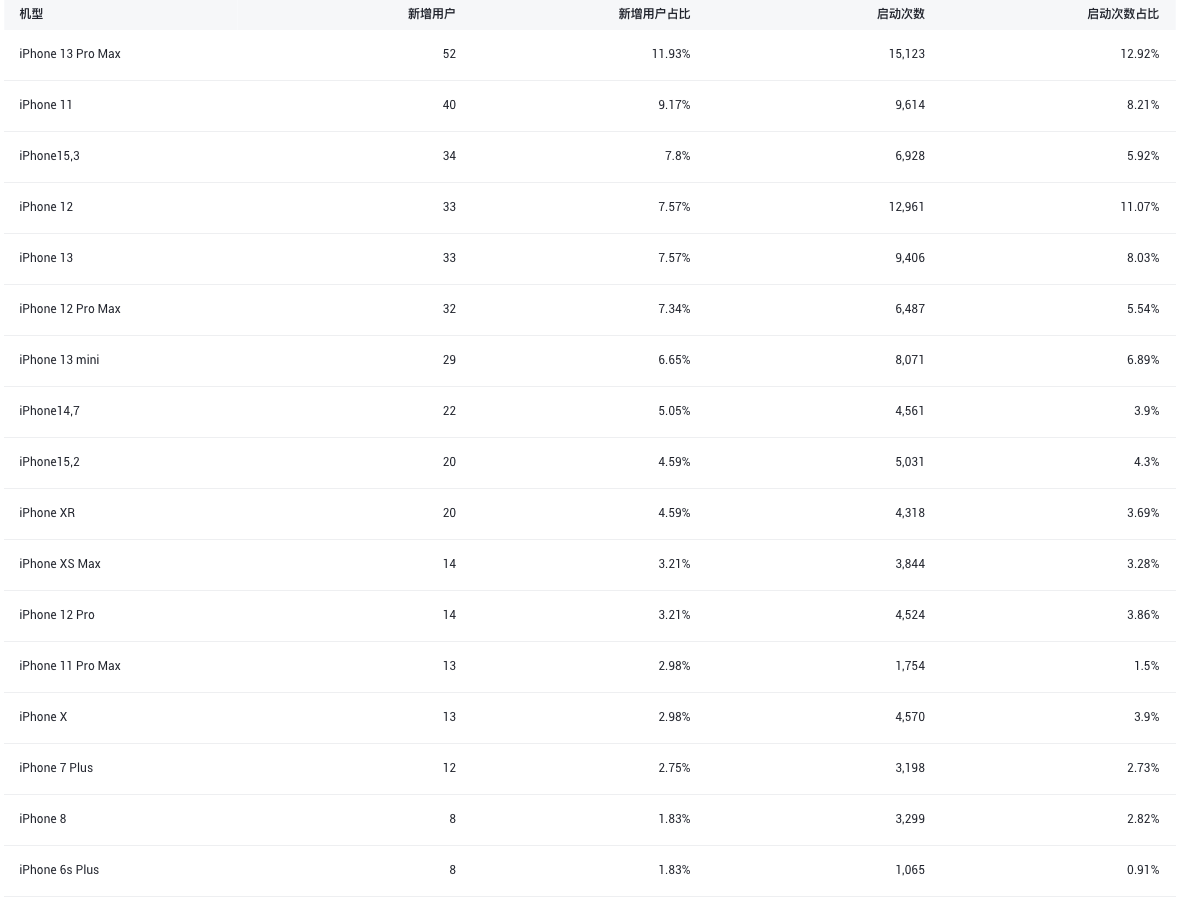 机型 新增用户 新增用户占比 启动次数 启动次数占比
iPhone 13 Pro Max 52 11.93% 15,123 12.92%
iPhone 11 40 9.17% 9,614 8.21%
iPhone15,3 34 7.8% 6,928 5.92%
iPhone 12 33 7.57% 12,961 11.07%
iPhone 13 33 7.57% 9,406 8.03%
iPhone 12 Pro Max 32 7.34% 6,487 5.54%
iPhone 13 mini 29 6.65% 8,071 6.89%
iPhone14,7 22 5.05% 4,561 3.9%
iPhone15,2 20 4.59% 5,031 4.3%
iPhone XR 20 4.59% 4,318 3.69%
iPhone XS Max 14 3.21% 3,844 3.28%
iPhone 12 Pro 14 3.21% 4,524 3.86%
iPhone 11 Pro Max 13 2.98% 1,754 1.5%
iPhone X 13 2.98% 4,570 3.9%
iPhone 7 Plus 12 2.75% 3,198 2.73%
iPhone 8 8 1.83% 3,299 2.82%
iPhone 6s Plus 8 1.83% 1,065 0.91%